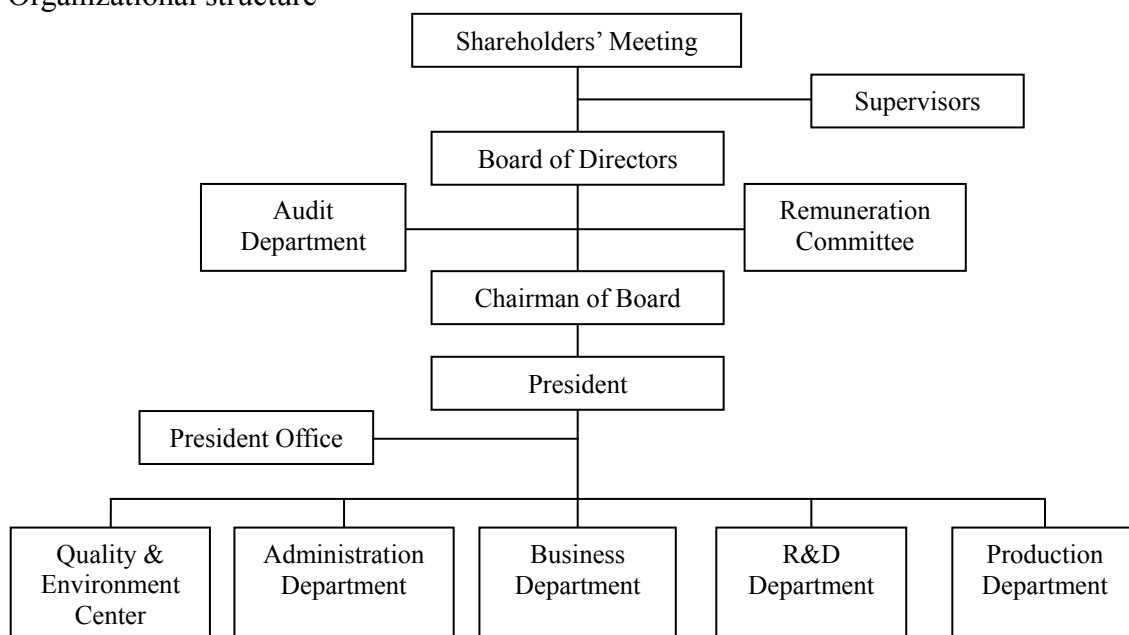 Organizational structure
Shareholders’ Meeting
Supervisors
Board of Directors
Audit
Department
Remuneration
Committee
Chairman of Board
President
President Office
Quality &
Environment
Center
Administration
Department
Business
Department
R&D
Department
Production
Department